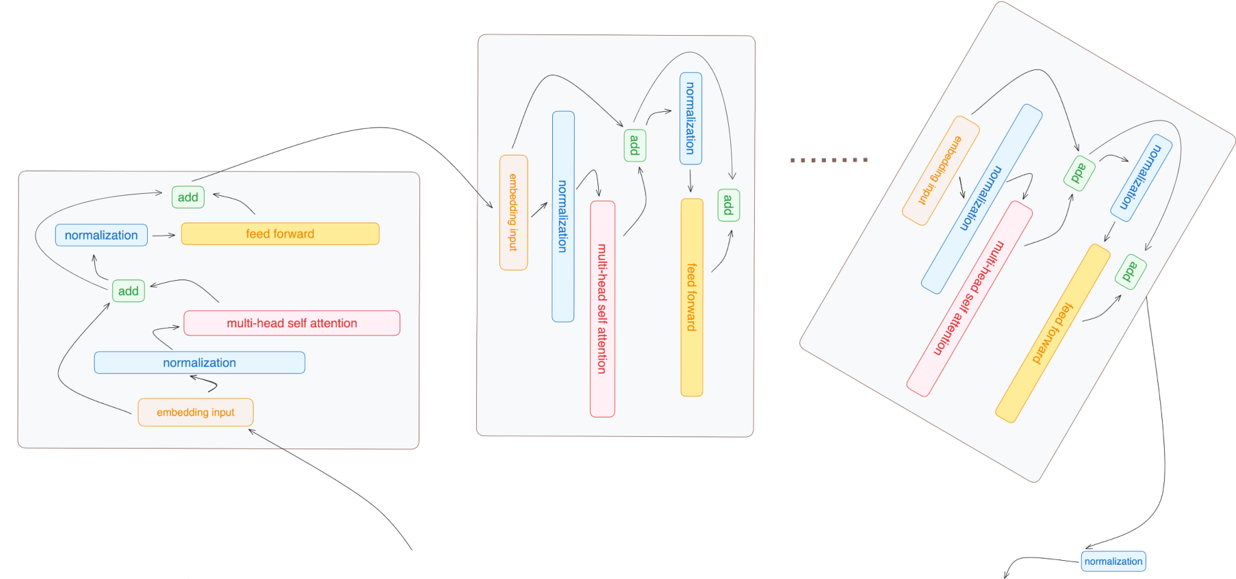 add
normalization
feed forward
add
multi-head self attention
normalization
embedding input
embedding input
normalization
multi-head self attention
add
normalization
feed forward
add
embedding input
normalization
multi-head self attention
add
normalization
feed forward
add
normalization